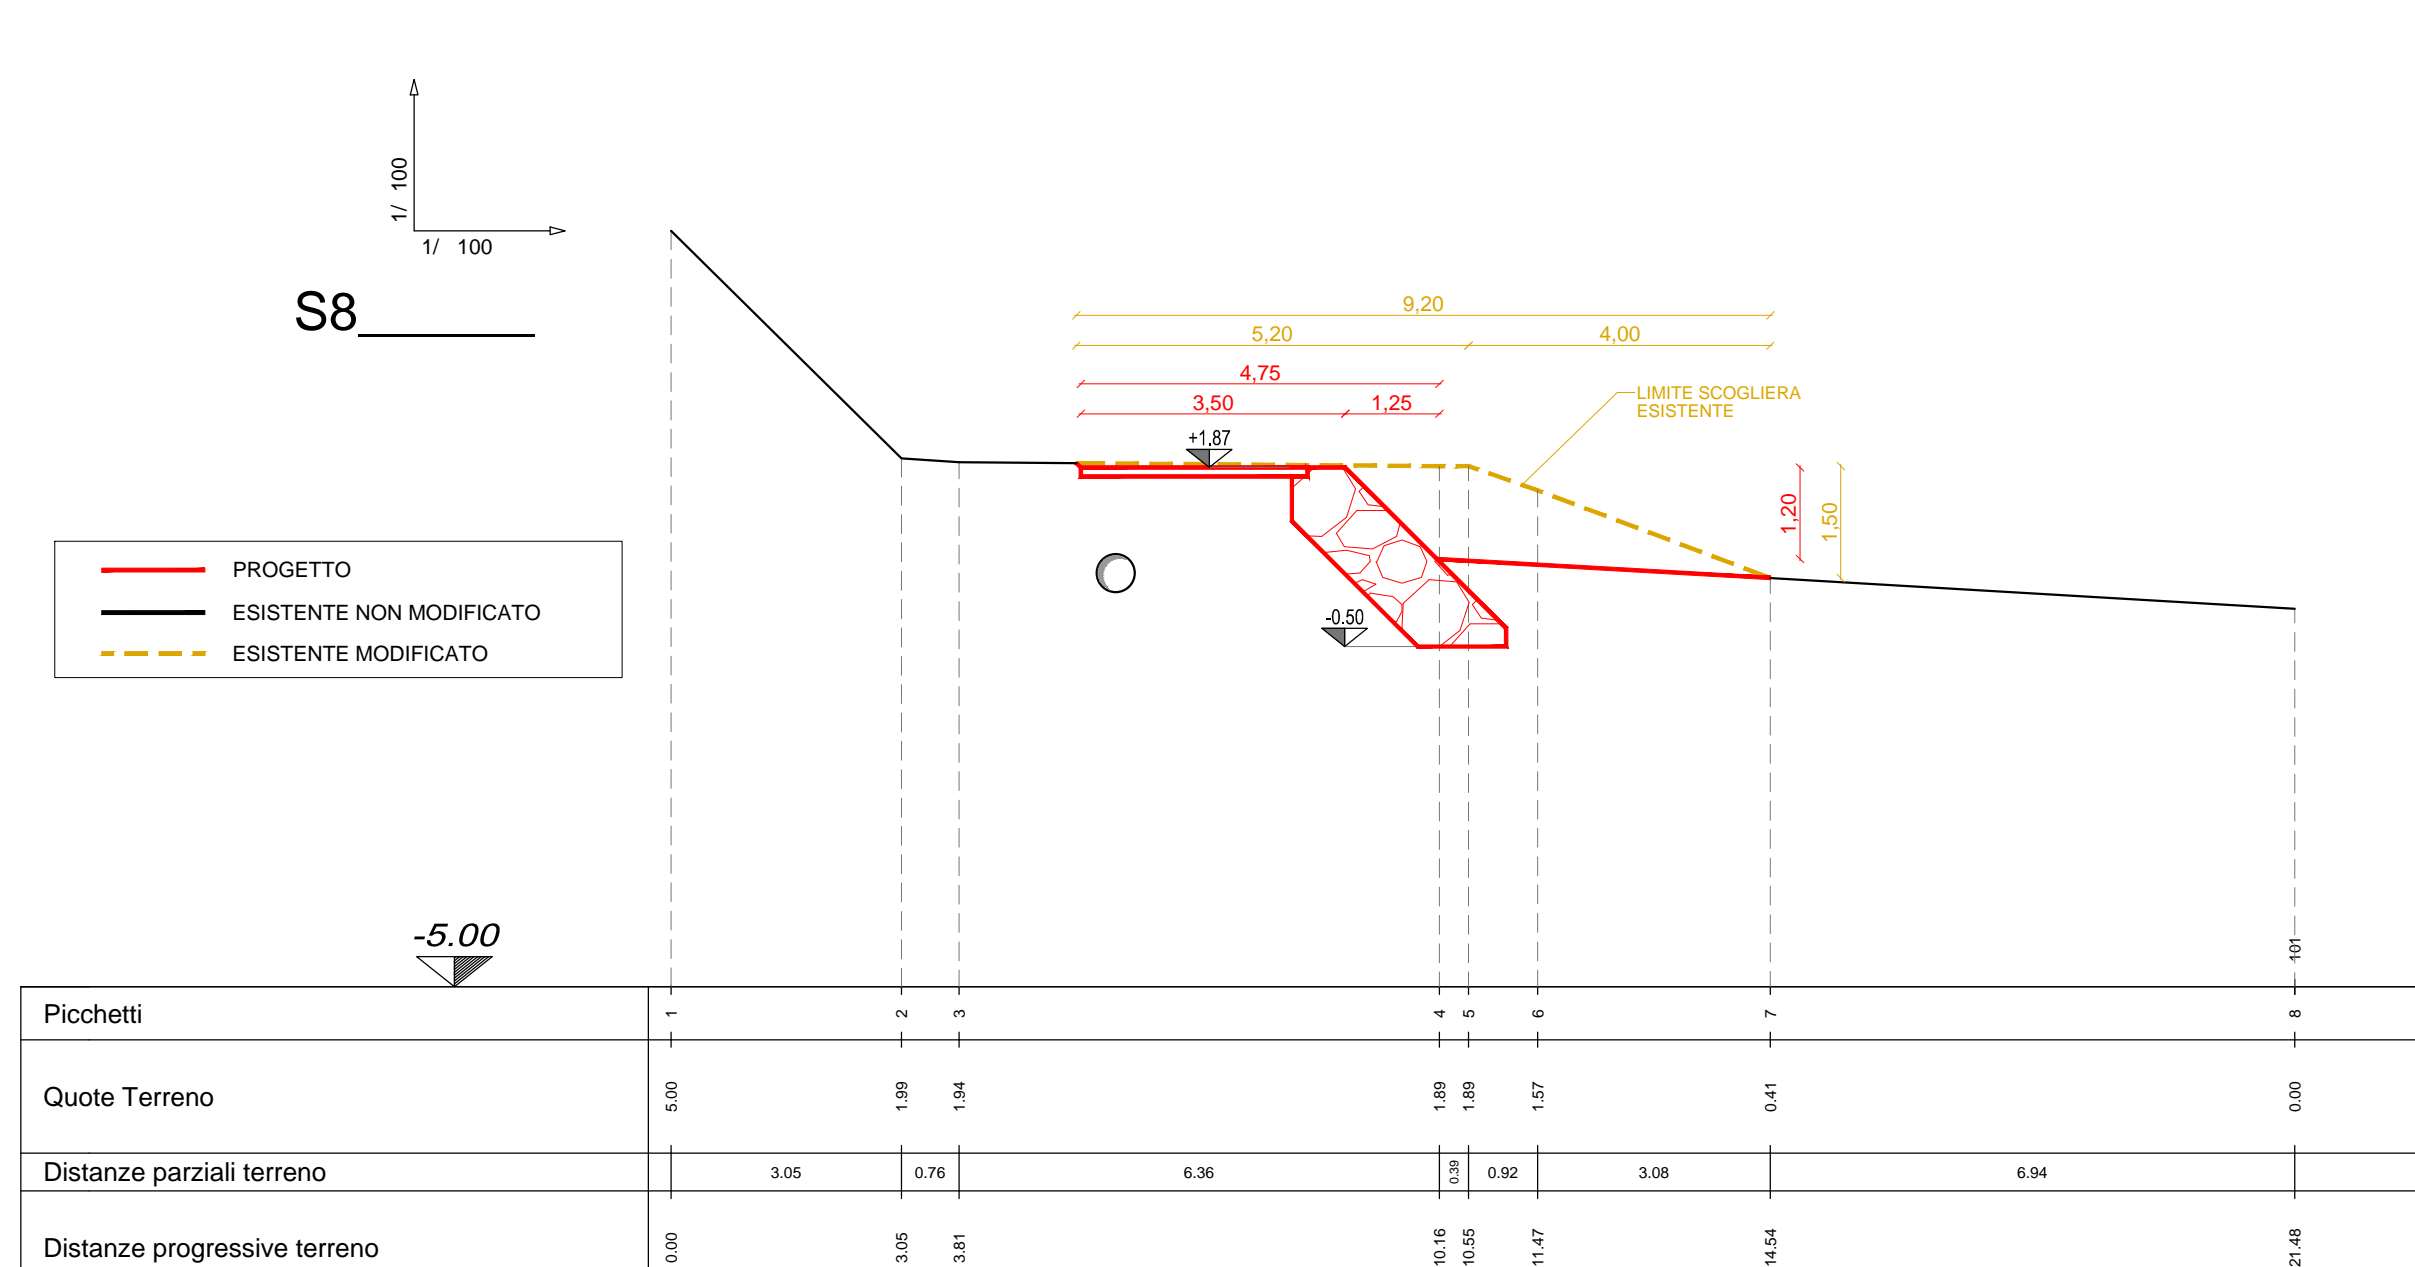 1/ 100
1/ 100
S8
9,20
5,20
4,00
4,75
3,50
1,25
LIMITE SCOGLIERA
ESISTENTE
+1.87
1,20
1,50
-0.50
PROGETTO
ESISTENTE NON MODIFICATO
ESISTENTE MODIFICATO
-5.00
101
Picchetti
1 2 3 4 5 6 7 8
Quote Terreno
5.00 1.99 1.94 1.89 1.89 1.57 0.41 0.00
Distanze parziali terreno
3.05 0.76 6.36 0.39 0.92 3.08 6.94
Distanze progressive terreno
0.00 3.05 3.81 10.16 10.55 11.47 14.54 21.48